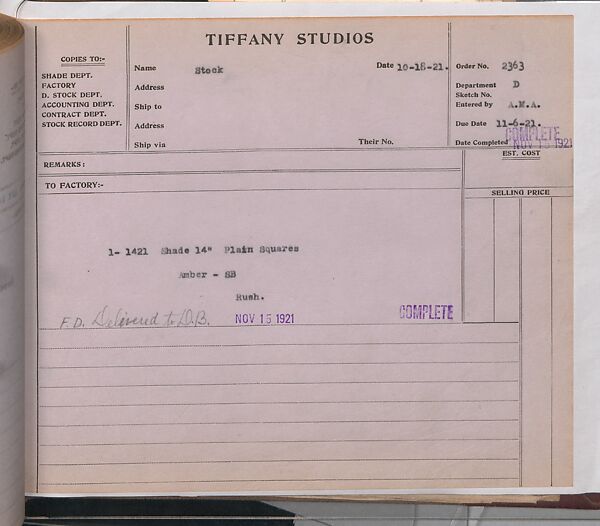 TIFFANY STUDIOS
COPIES TO:-
SHADE DEPT.
FACTORY
D. STOCK DEPT.
ACCOUNTING DEPT.
CONTRACT DEPT.
STOCK RECORD DEPT.
Name Stock Date 10-18-21.
Address
Ship to
Address
Ship via Their No.
Order No. 2363
Department D
Sketch No.
Entered by A.M.A.
Due Date 11-6-21.
COMPLETE
Date Completed NOV 15 1921
EST. COST
REMARKS:
TO FACTORY:-
SELLING PRICE
1- 1421 Shade 14" Plain Squares
Amber - SB
Rush.
F.D. Delivered to D.B. NOV 15 1921 COMPLETE